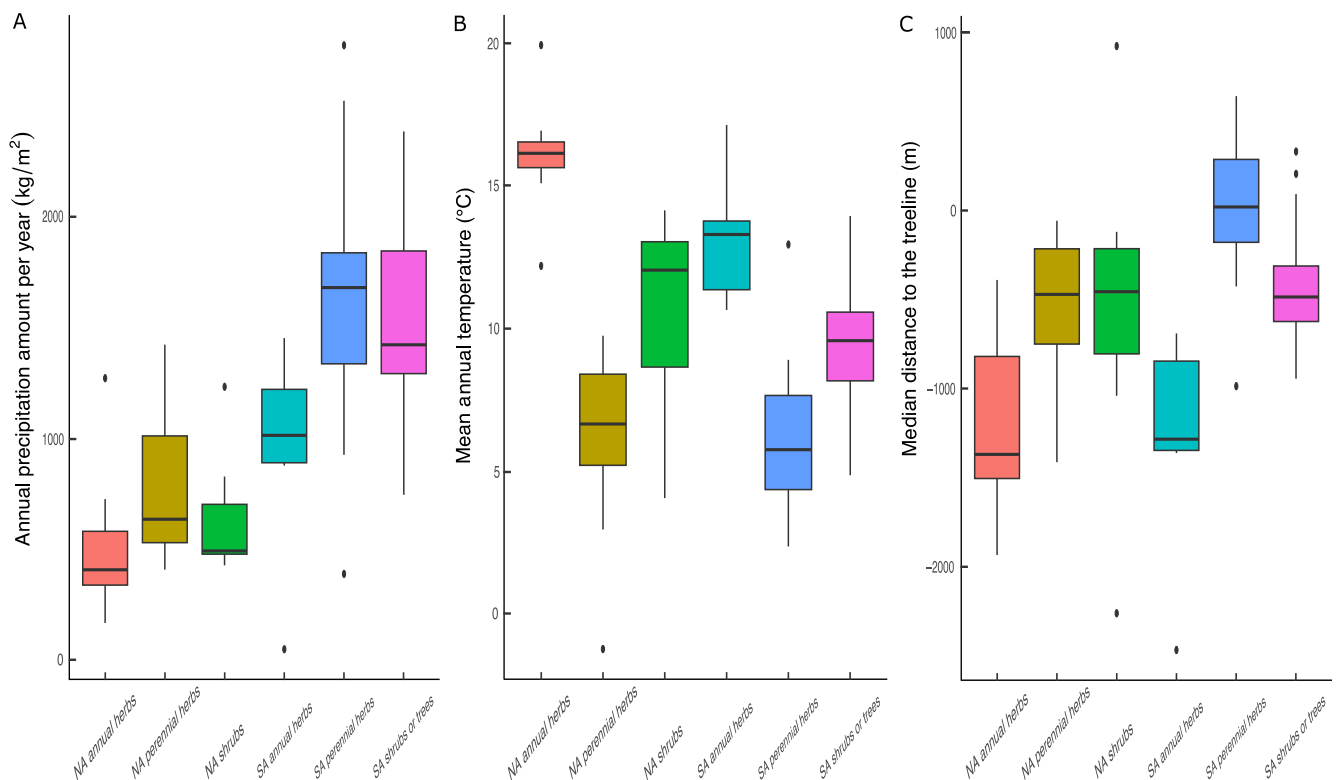 A
Annual precipitation amount per year (kg/m²)
2000
1000
0
NA annual herbs
NA perennial herbs
NA shrubs
SA annual herbs
SA perennial herbs
SA shrubs or trees
B
Mean annual temperature (°C)
20
15
10
5
0
NA annual herbs
NA perennial herbs
NA shrubs
SA annual herbs
SA perennial herbs
SA shrubs or trees
C
Median distance to the treeline (m)
1000
0
−1000
−2000
NA annual herbs
NA perennial herbs
NA shrubs
SA annual herbs
SA perennial herbs
SA shrubs or trees